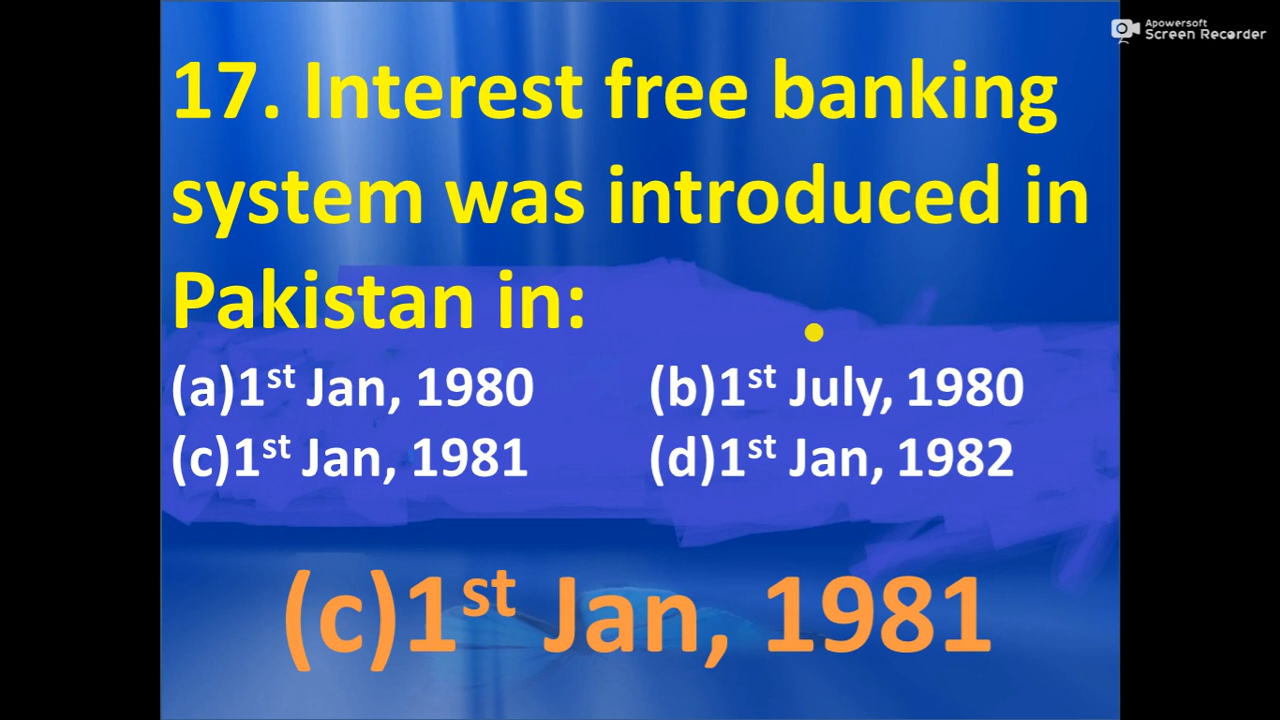 Apowersoft
Screen Recorder
17. Interest free banking
system was introduced in
Pakistan in:
(a)1st Jan, 1980 (b)1st July, 1980
(c)1st Jan, 1981 (d)1st Jan, 1982
(c)1st Jan, 1981